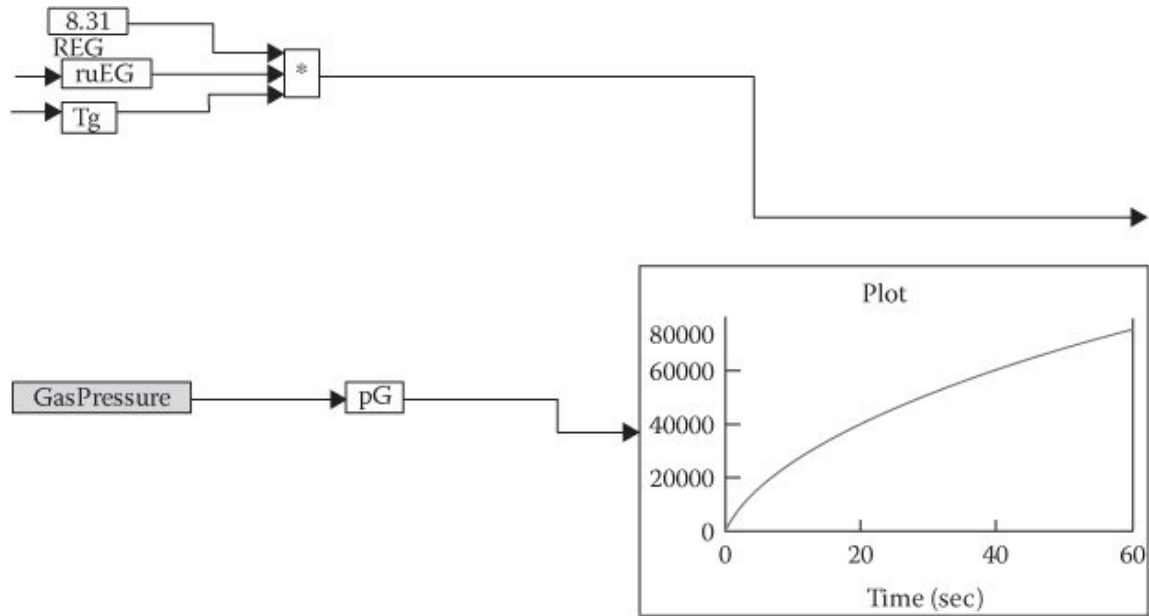 8.31
REG
ruEG
*
Tg
Plot
80000
60000
40000
20000
0
0 20 40 60
Time (sec)
GasPressure
pG